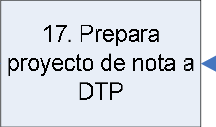 17. Prepara
proyecto de nota a
DTP